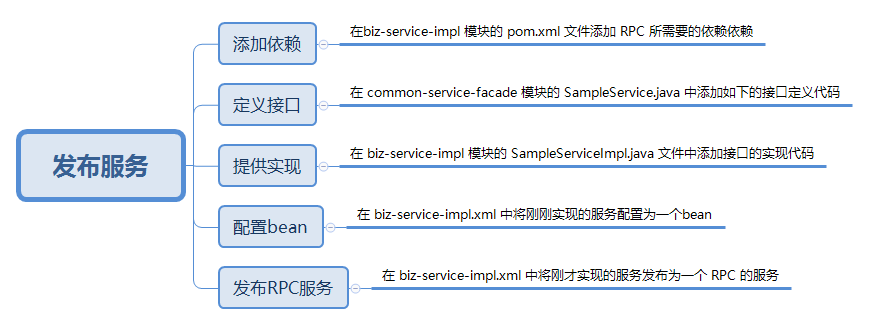 发布服务
添加依赖
在biz-service-impl 模块的 pom.xml 文件添加 RPC 所需要的依赖依赖
定义接口
在 common-service-facade 模块的 SampleService.java 中添加如下的接口定义代码
提供实现
在 biz-service-impl 模块的 SampleServiceImpl.java 文件中添加接口的实现代码
配置bean
在 biz-service-impl.xml 中将刚刚实现的服务配置为一个bean
发布RPC服务
在 biz-service-impl.xml 中将刚才实现的服务发布为一个 RPC 的服务